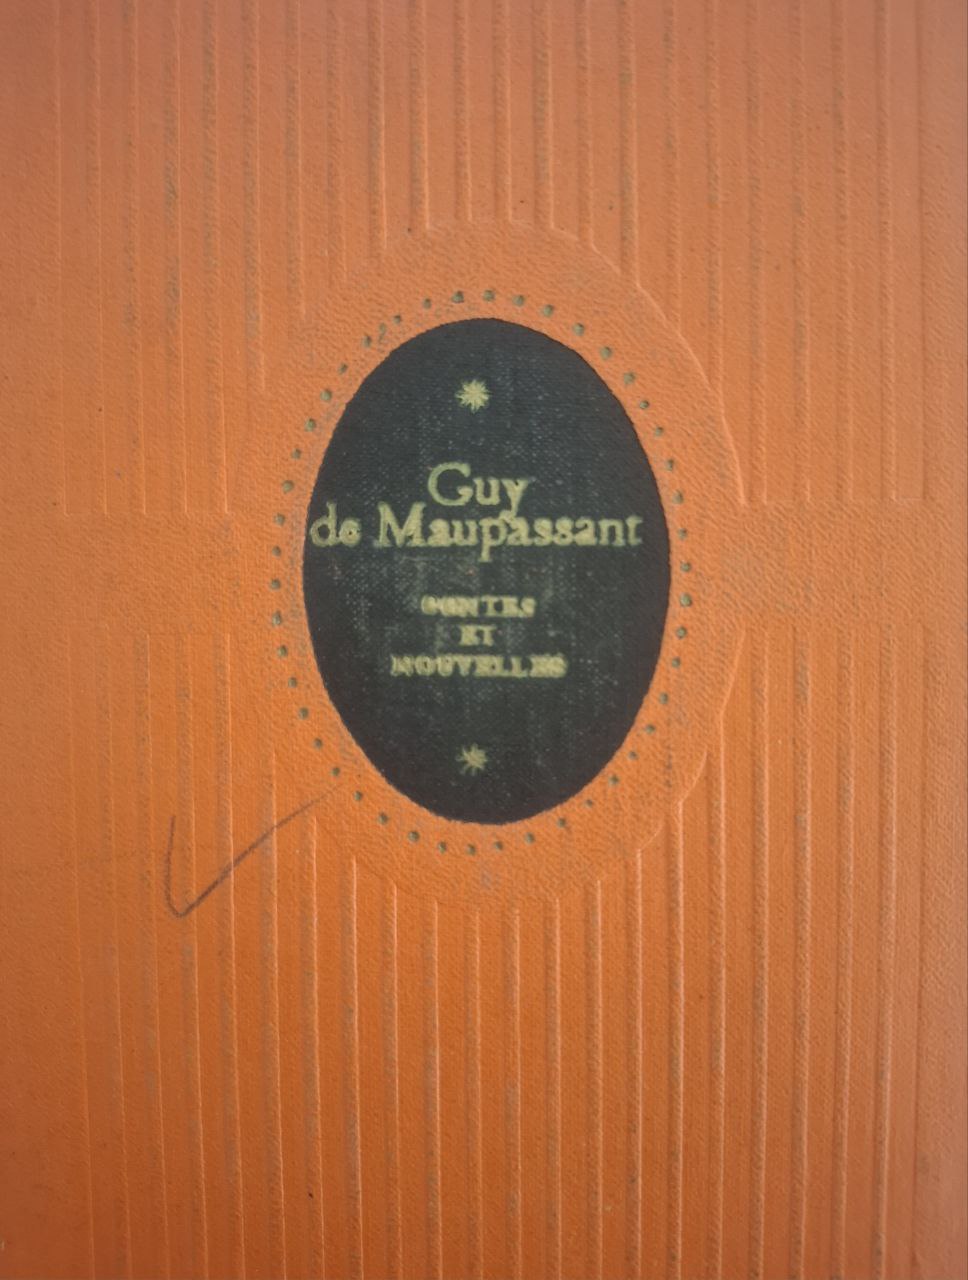 Guy
de Maupassant
CONTES
ET
NOUVELLES